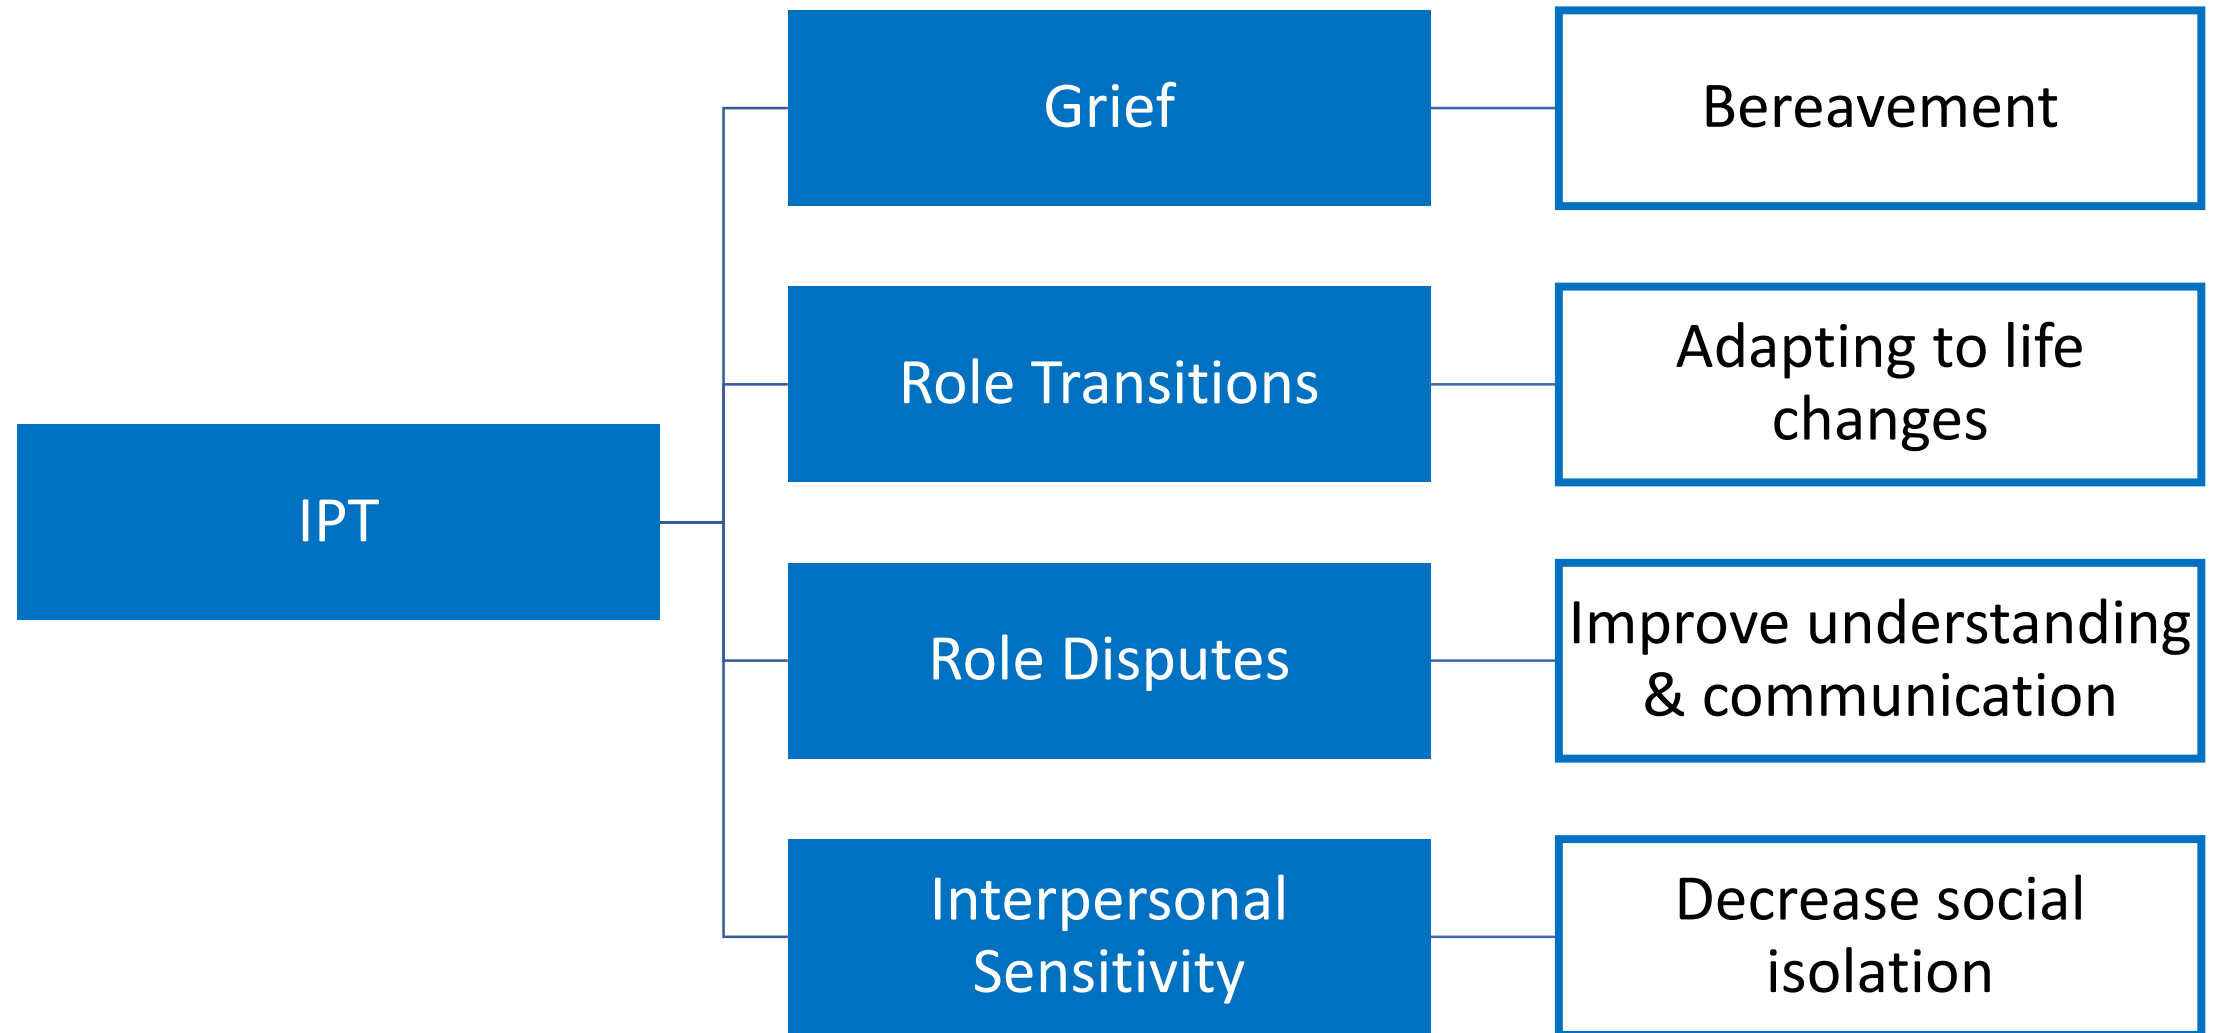 IPT
Grief
Bereavement
Role Transitions
Adapting to life
changes
Role Disputes
Improve understanding
& communication
Interpersonal
Sensitivity
Decrease social
isolation